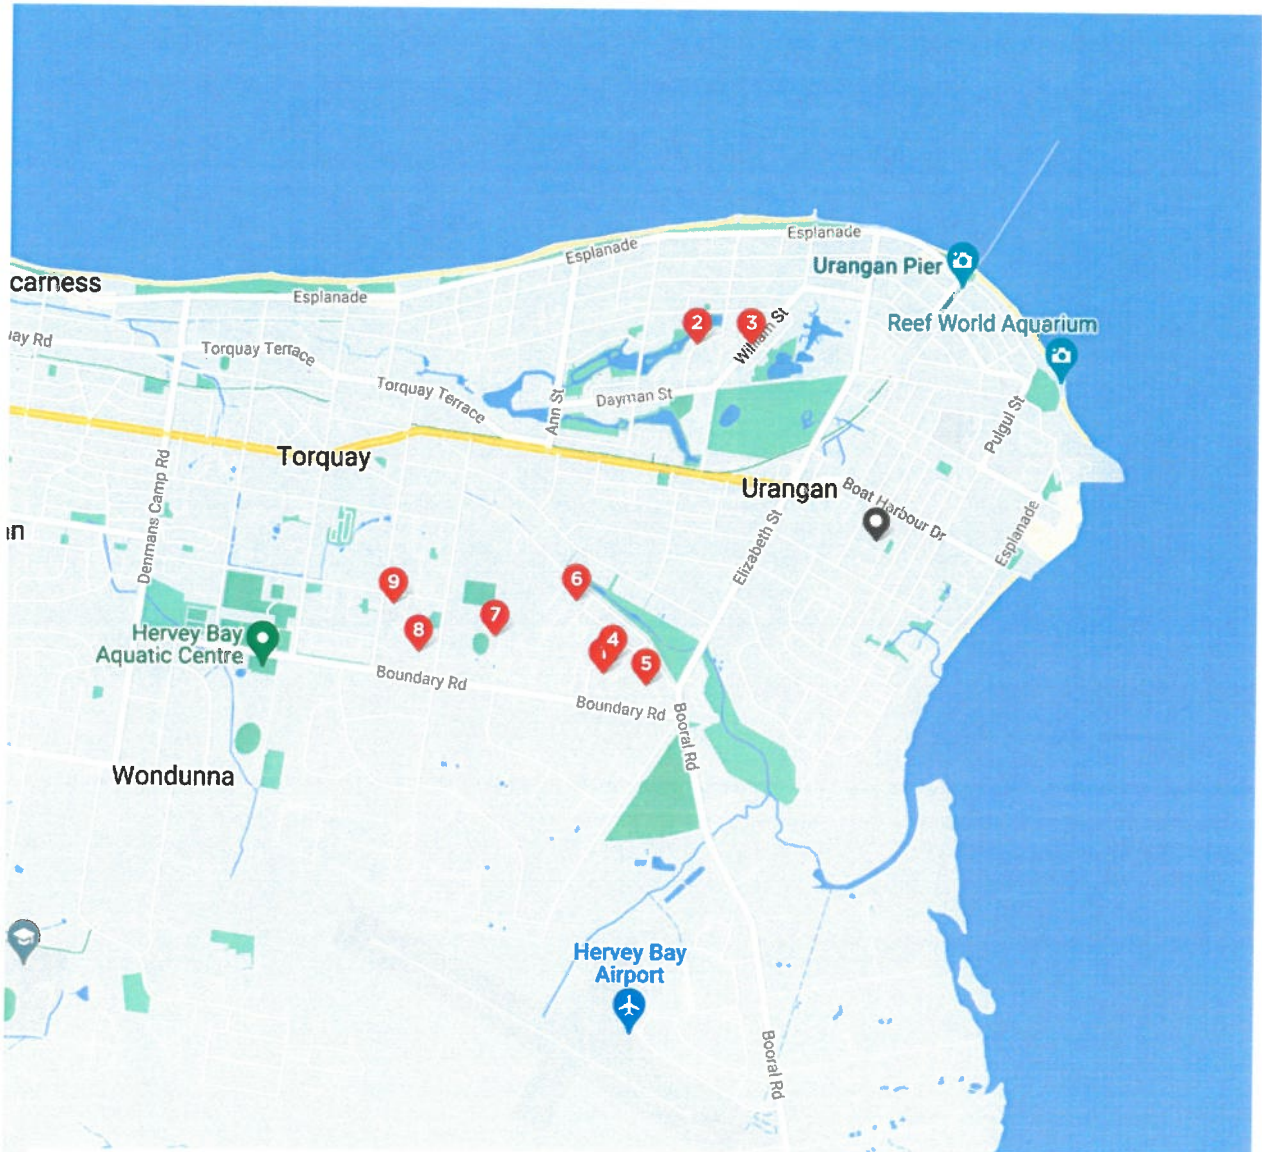 Esplanade
Esplanade
Urangan Pier
carness
Esplanade
2
3
William St
Reef World Aquarium
uay Rd
Torquay Terrace
Torquay Terrace
Ann St
Dayman St
Pulgul St
Torquay
Denmans Camp Rd
Urangan
Boat Harbour Dr
Elizabeth St
Esplanade
9
6
7
8
4
5
Hervey Bay
Aquatic Centre
Boundary Rd
Boundary Rd
Booral Rd
Wondunna
Hervey Bay
Airport
Booral Rd